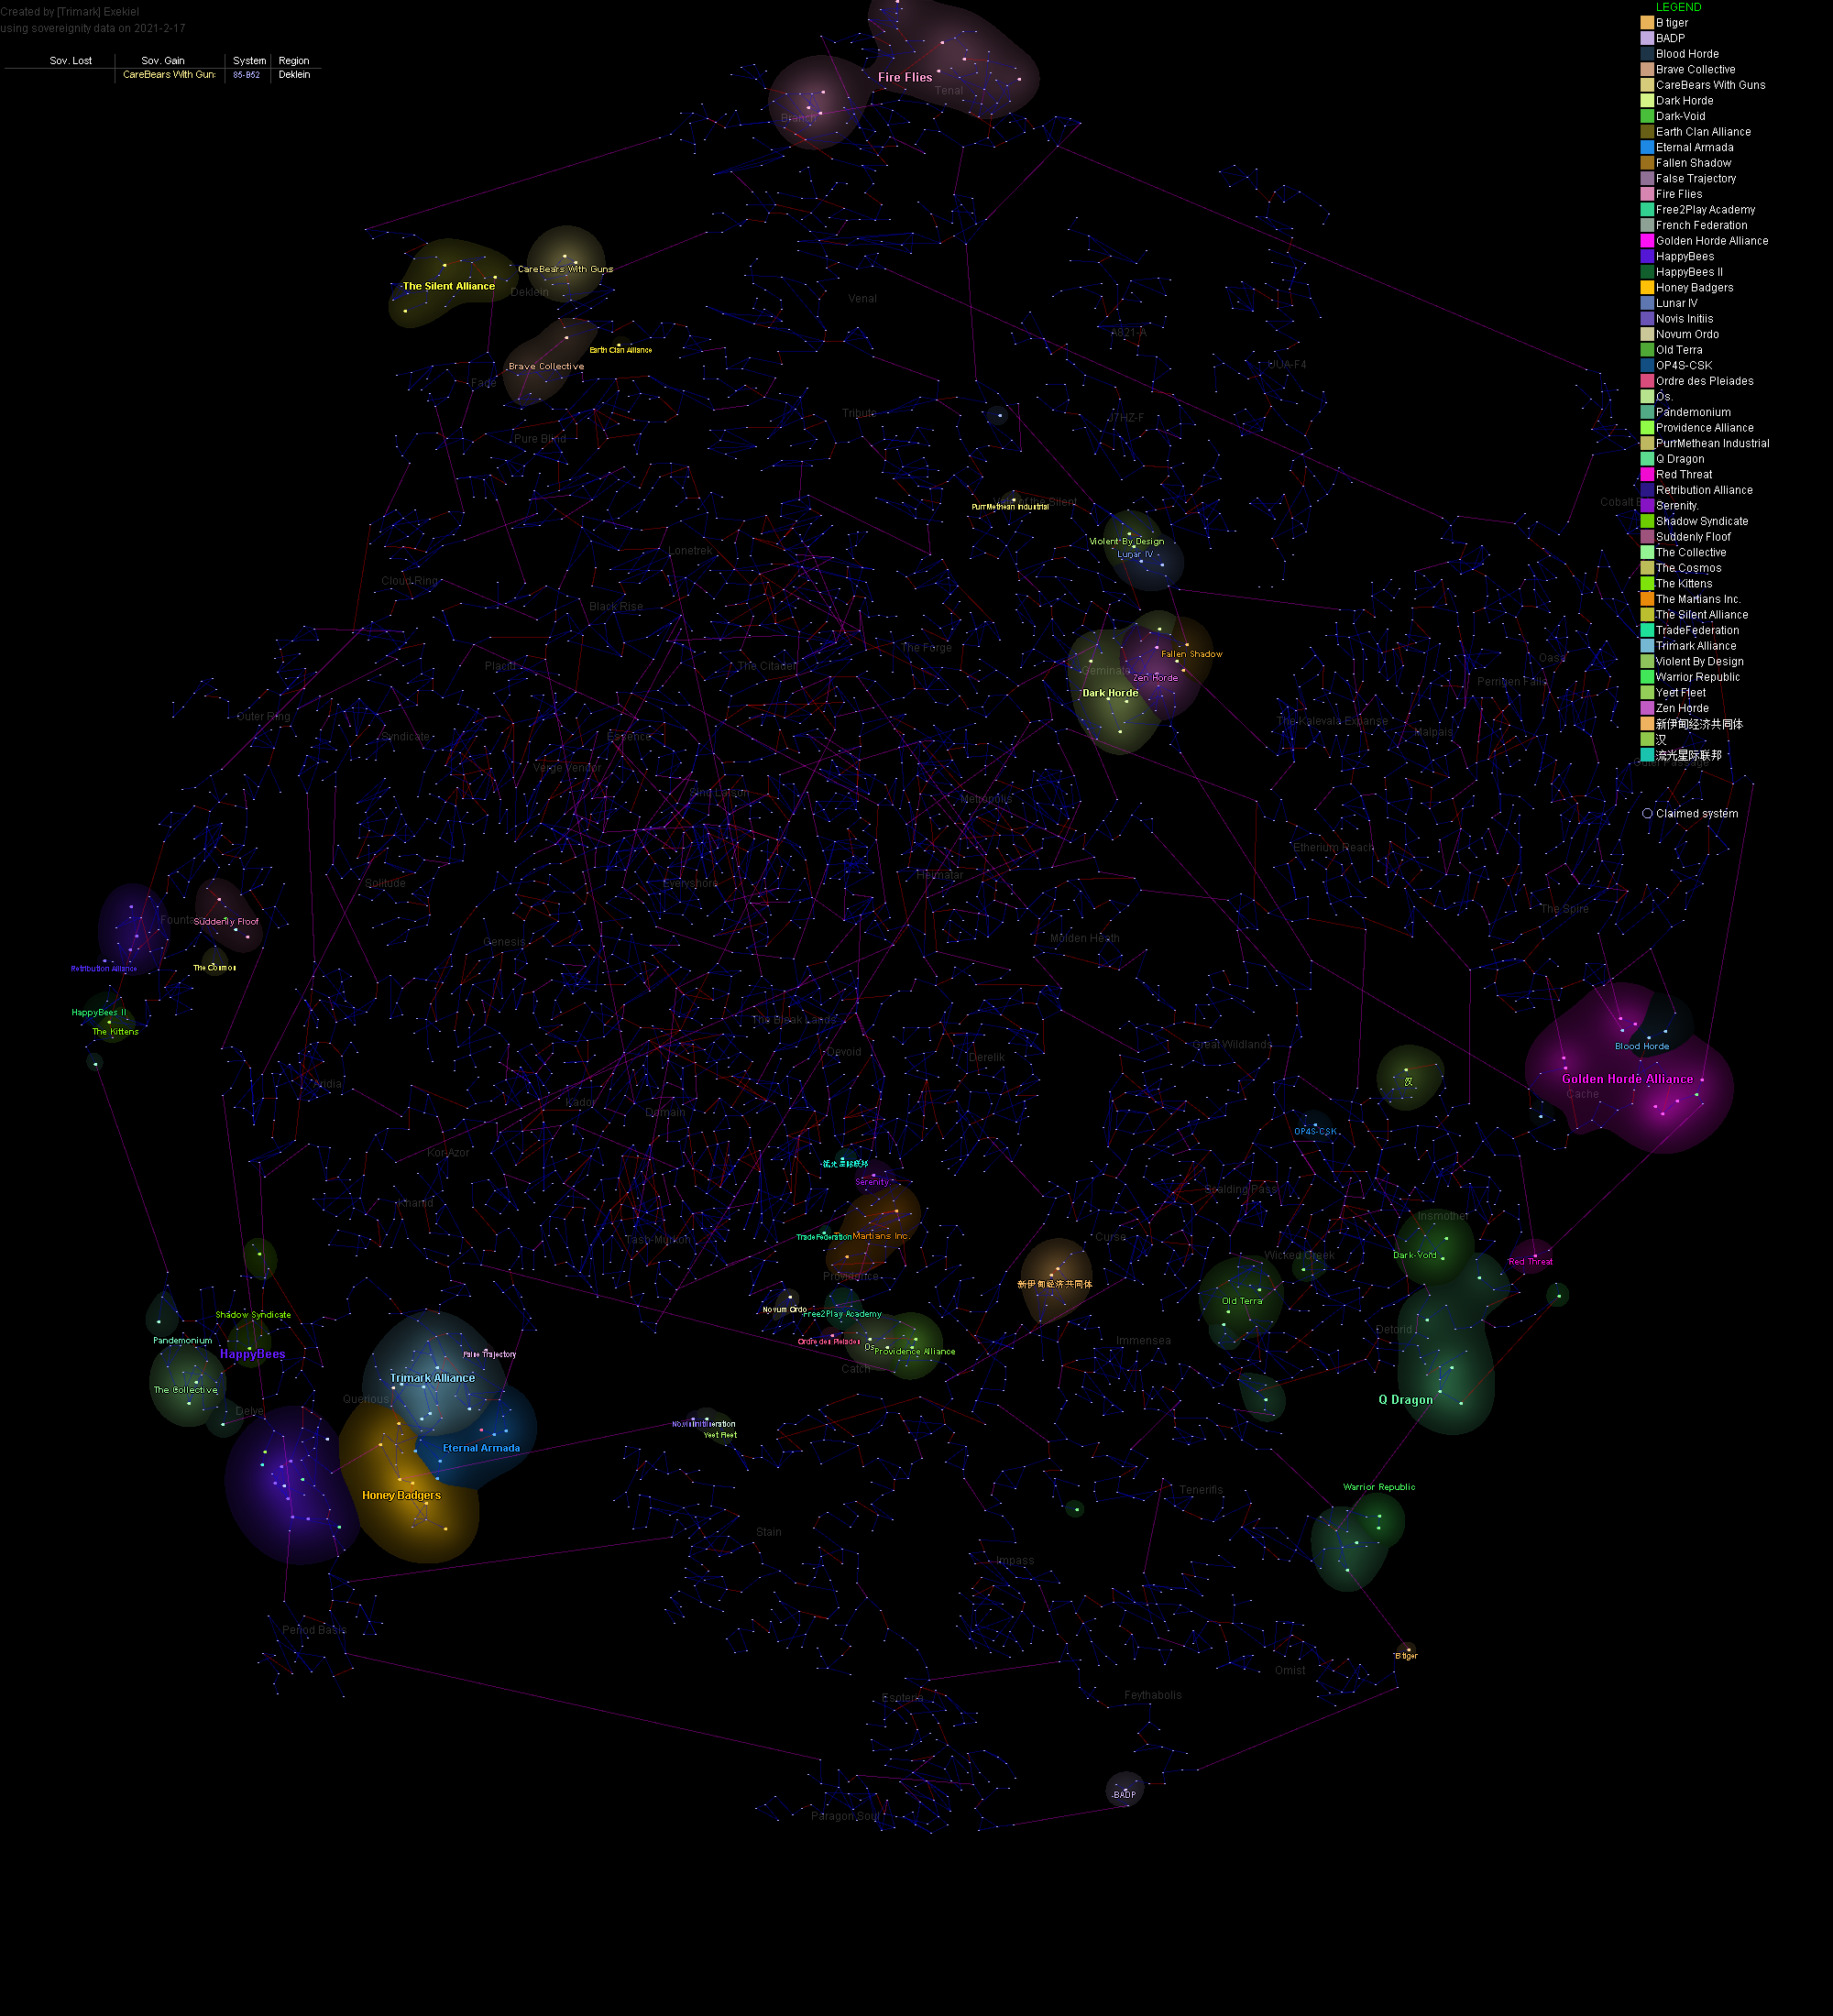 Created by [Trimark] Exekiel
using sovereignity data on 2021-2-17
Sov. Lost Sov. Gain System Region
CareBears With Gun: 85-B52 Deklein
LEGEND
B tiger
BADP
Blood Horde
Brave Collective
CareBears With Guns
Dark Horde
Dark-Void
Earth Clan Alliance
Eternal Armada
Fallen Shadow
False Trajectory
Fire Flies
Free2Play Academy
French Federation
Golden Horde Alliance
HappyBees
HappyBees II
Honey Badgers
Lunar IV
Novis Initiis
Novum Ordo
Old Terra
OP4S-CSK
Ordre des Pleiades
Os.
Pandemonium
Providence Alliance
PurrMethean Industrial
Q Dragon
Red Threat
Retribution Alliance
Serenity.
Shadow Syndicate
Suddenly Floof
The Collective
The Cosmos
The Kittens
The Martians Inc.
The Silent Alliance
TradeFederation
Trimark Alliance
Violent By Design
Warrior Republic
Yeet Fleet
Zen Horde
新伊甸经济共同体
汉
流光星际联邦
Claimed system
Fire Flies
Tenal
Branch
CareBears With Guns
The Silent Alliance
Deklein
Venal
A821-A
Earth Clan Alliance
Brave Collective
UUA-F4
Fade
Tribute
J7HZ-F
Pure Blind
Vale of the Silent
PurrMethean Industrial
Violent By Design
Lunar IV
Lonetrek
Cloud Ring
Black Rise
The Forge
Fallen Shadow
Oasa
Placid
The Citadel
Geminate
Zen Horde
Perrigen Falls
Dark Horde
Outer Ring
The Kalevala Expanse
Malpais
Syndicate
Essence
Outer Passage
Verge Vendor
Sinq Laison
Metropolis
Etherium Reach
Solitude
Everyshore
Heimatar
The Spire
Suddenly Floof
Genesis
Molden Heath
Retribution Alliance
The Cosmos
HappyBees II
The Kittens
The Bleak Lands
Great Wildlands
Blood Horde
Devoid
Derelik
Aridia
汉
Golden Horde Alliance
Cache
Kador
Domain
OP4S-CSK
Kor-Azor
流光星际联邦
Serenity.
Scalding Pass
Khanid
Insmother
Tash-Murkon
TradeFederation
Martians Inc.
Curse
Wicked Creek
Dark-Void
Red Threat
Providence
新伊甸经济共同体
Novum Ordo
Free2Play Academy
Old Terra
Shadow Syndicate
Pandemonium
HappyBees
Ordre des Pleiades
Os.
Providence Alliance
Immensea
Detorid
False Trajectory
Trimark Alliance
Catch
The Collective
Querious
Q Dragon
Delve
Yeet Fleet
Eternal Armada
Honey Badgers
Tenerifis
Warrior Republic
Stain
Impass
Period Basis
B tiger
Omist
Esoteria
Feythabolis
BADP
Paragon Soul